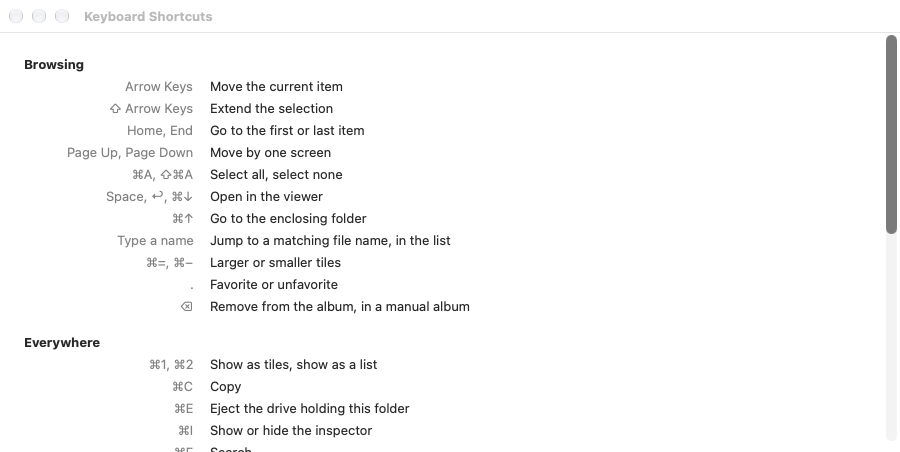 Keyboard Shortcuts
Browsing
Arrow Keys Move the current item
⇧ Arrow Keys Extend the selection
Home, End Go to the first or last item
Page Up, Page Down Move by one screen
⌘A, ⇧⌘A Select all, select none
Space, ↩, ⌘↓ Open in the viewer
⌘↑ Go to the enclosing folder
Type a name Jump to a matching file name, in the list
⌘=, ⌘− Larger or smaller tiles
. Favorite or unfavorite
⌫ Remove from the album, in a manual album
Everywhere
⌘1, ⌘2 Show as tiles, show as a list
⌘C Copy
⌘E Eject the drive holding this folder
⌘I Show or hide the inspector
⌘F Search